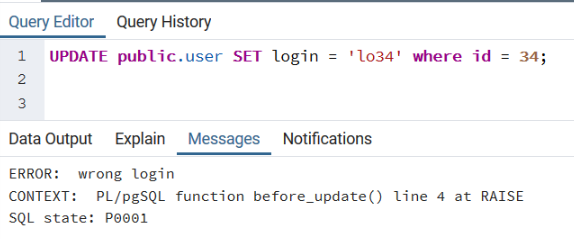 Query Editor Query History
1 UPDATE public.user SET login = 'lo34' where id = 34;
2
3
Data Output Explain Messages Notifications
ERROR:  wrong login
CONTEXT:  PL/pgSQL function before_update() line 4 at RAISE
SQL state: P0001